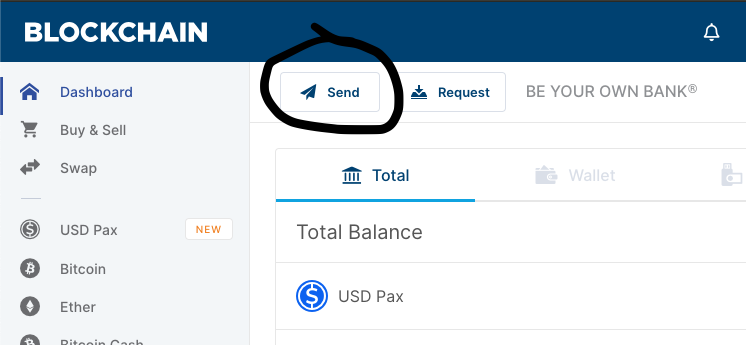 BLOCKCHAIN
Send
Request
BE YOUR OWN BANK®
Dashboard
Buy & Sell
Swap
USD Pax
NEW
Bitcoin
Ether
Bitcoin Cash
Total
Wallet
Total Balance
USD Pax